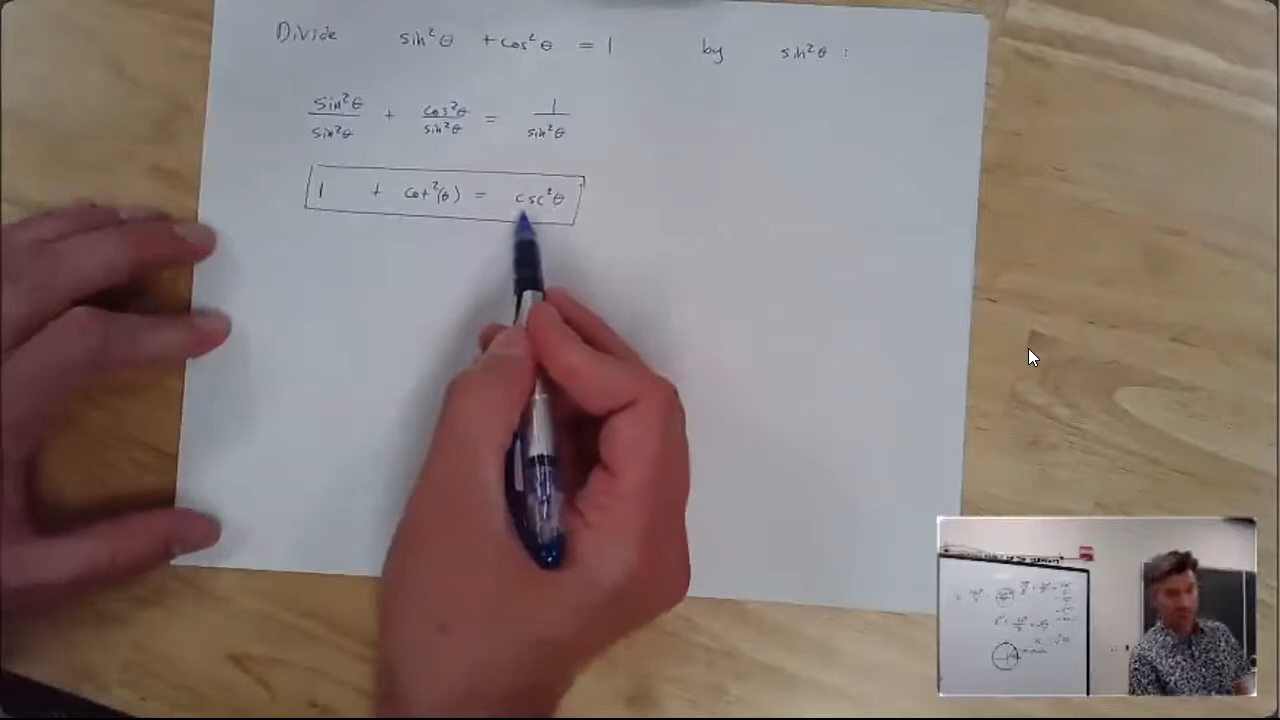 Divide sin²θ + cos²θ = 1 by sin²θ :
sin²θ/sin²θ + cos²θ/sin²θ = 1/sin²θ
1 + cot²(θ) = csc²θ